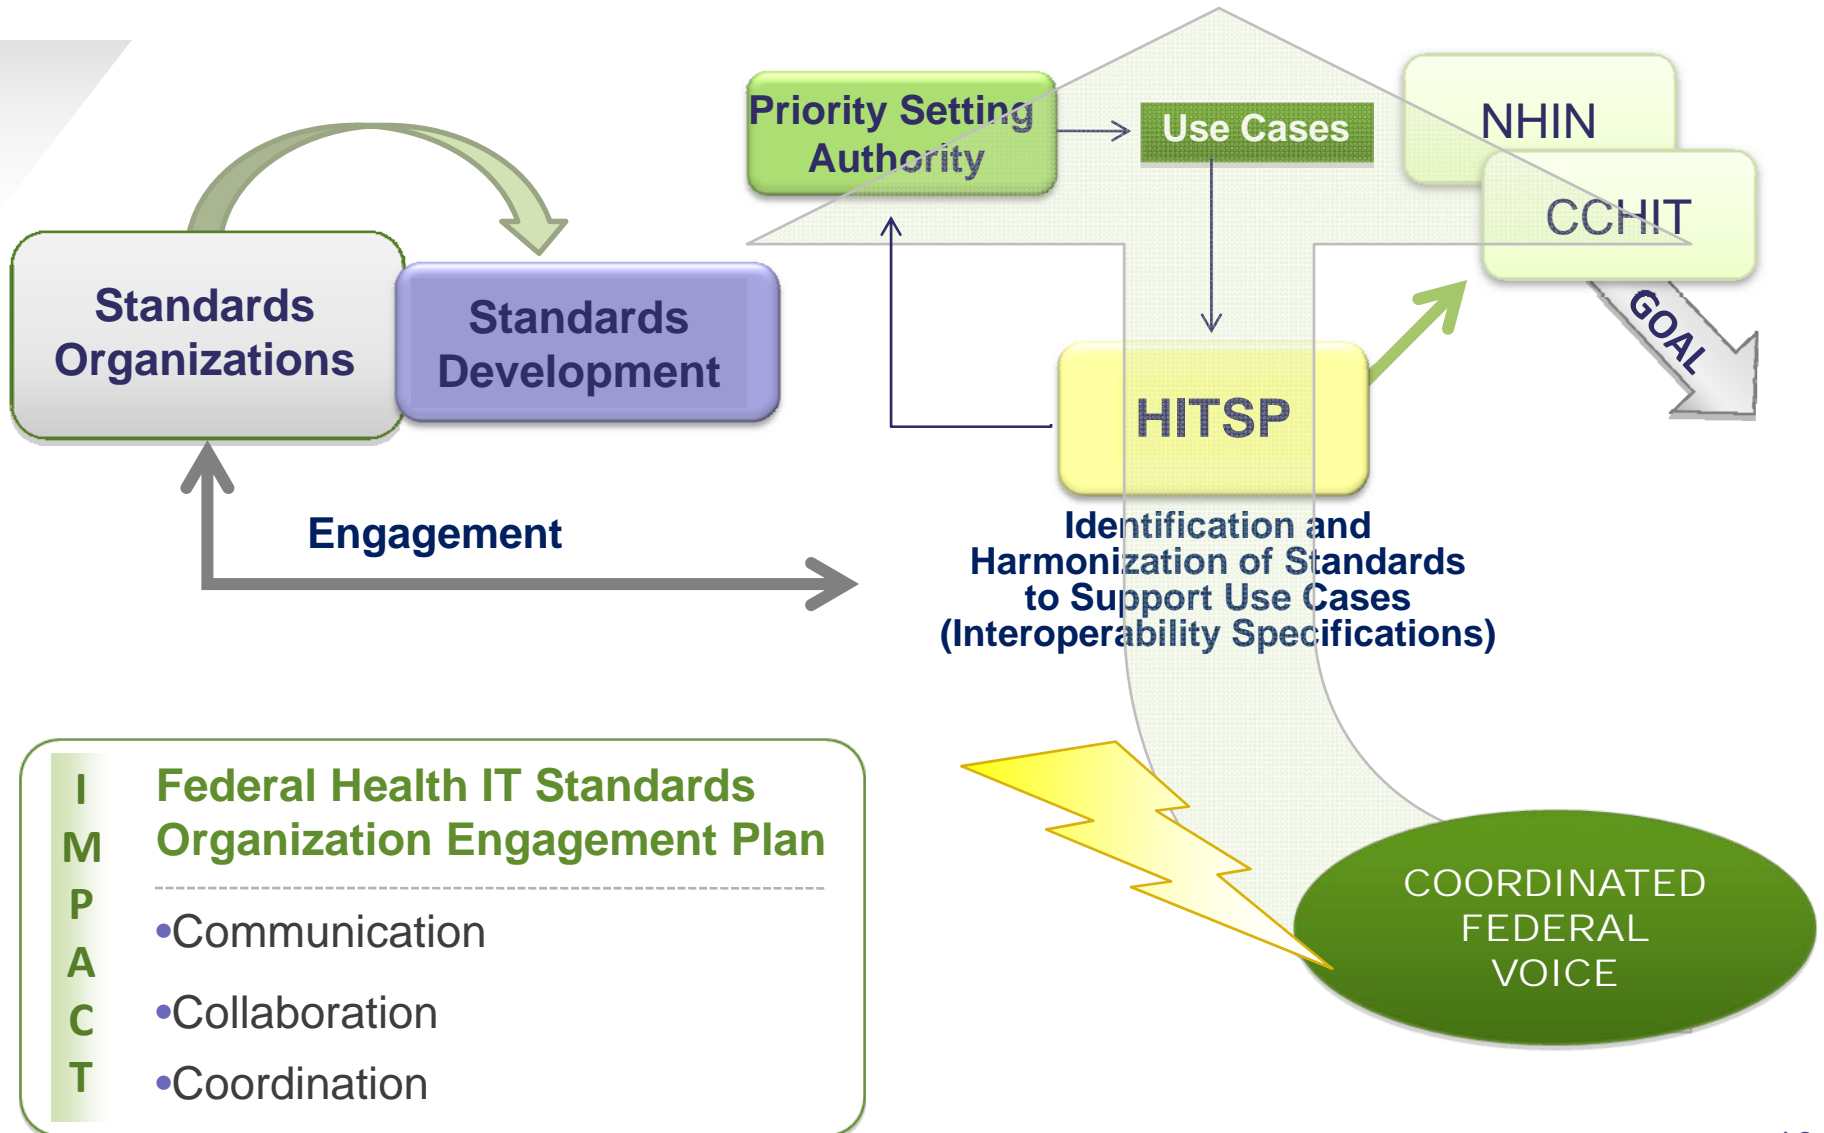 Priority Setting
Authority
Use Cases
NHIN
CCHIT
GOAL
Standards
Organizations
Standards
Development
HITSP
Engagement
Identification and
Harmonization of Standards
to Support Use Cases
(Interoperability Specifications)
IMPACT
Federal Health IT Standards
Organization Engagement Plan
•Communication
•Collaboration
•Coordination
COORDINATED
FEDERAL
VOICE